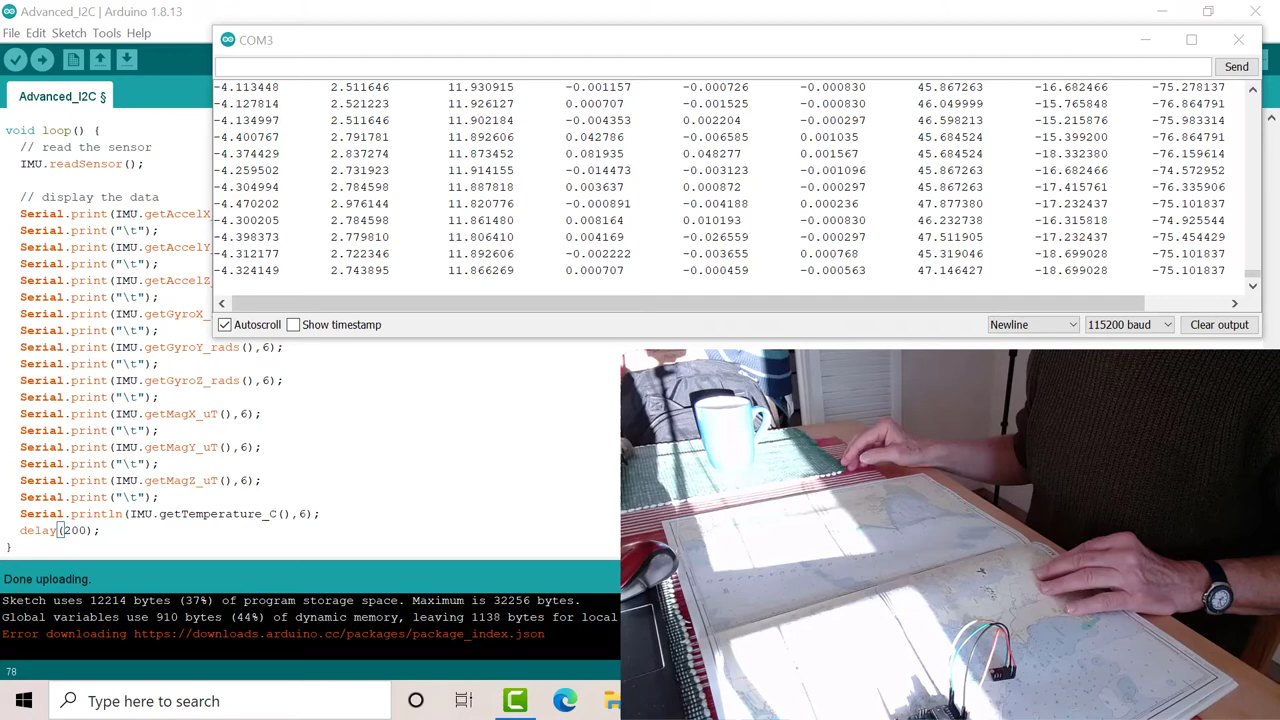 Advanced_I2C | Arduino 1.8.13
File Edit Sketch Tools Help
COM3
Send
Advanced_I2C §
-4.113448 2.511646 11.930915 -0.001157 -0.000726 -0.000830 45.867263 -16.682466 -75.278137
-4.127814 2.521223 11.926127 0.000707 -0.001525 -0.000830 46.049999 -15.765848 -76.864791
-4.134997 2.511646 11.902184 -0.004353 0.002204 -0.000297 46.598213 -15.215876 -75.983314
-4.400767 2.791781 11.892606 0.042786 -0.006585 0.001035 45.684524 -15.399200 -76.864791
-4.374429 2.837274 11.873452 0.081935 0.048277 0.001567 45.684524 -18.332380 -76.159614
-4.259502 2.731923 11.914155 -0.014473 -0.003123 -0.001096 45.867263 -16.682466 -74.572952
-4.304994 2.784598 11.887818 0.003637 0.000872 -0.000297 45.867263 -17.415761 -76.335906
-4.470202 2.976144 11.820776 -0.000891 -0.004188 0.000236 47.877380 -17.232437 -75.101837
-4.300205 2.784598 11.861480 0.008164 0.010193 -0.000030 46.232738 -16.315818 -74.925544
-4.398373 2.779810 11.806410 0.004169 -0.026559 -0.000297 47.511905 -17.232437 -75.454429
-4.312177 2.722346 11.892606 -0.002222 -0.003655 0.000768 45.319046 -18.699028 -75.101837
-4.324149 2.743895 11.866269 0.000707 -0.000459 -0.000563 47.146427 -18.699028 -75.101837
Autoscroll Show timestamp Newline 115200 baud Clear output
void loop() {
// read the sensor
IMU.readSensor();
// display the data
Serial.print(IMU.getAccelX_
Serial.print("\t");
Serial.print(IMU.getAccelY_
Serial.print("\t");
Serial.print(IMU.getAccelZ_
Serial.print("\t");
Serial.print(IMU.getGyroX_
Serial.print("\t");
Serial.print(IMU.getGyroY_rads(),6);
Serial.print("\t");
Serial.print(IMU.getGyroZ_rads(),6);
Serial.print("\t");
Serial.print(IMU.getMagX_uT(),6);
Serial.print("\t");
Serial.print(IMU.getMagY_uT(),6);
Serial.print("\t");
Serial.print(IMU.getMagZ_uT(),6);
Serial.print("\t");
Serial.println(IMU.getTemperature_C(),6);
delay(200);
}
Done uploading.
Sketch uses 12214 bytes (37%) of program storage space. Maximum is 32256 bytes.
Global variables use 910 bytes (44%) of dynamic memory, leaving 1138 bytes for local
Error downloading https://downloads.arduino.cc/packages/package_index.json
78
Type here to search